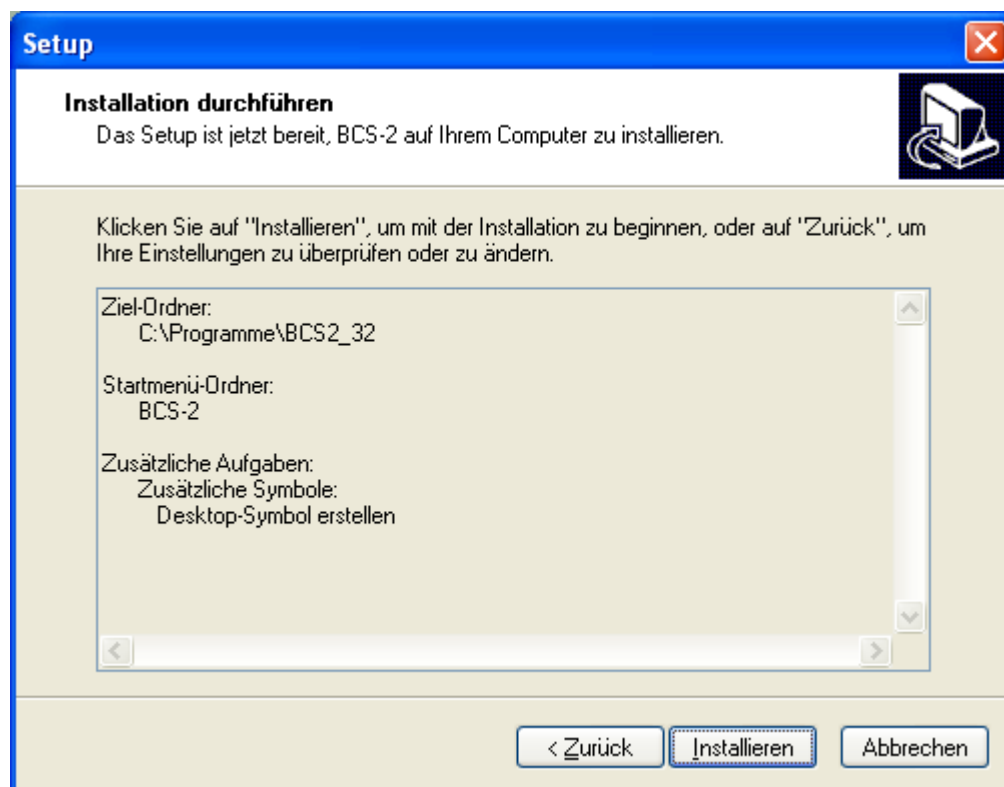 Setup
Installation durchführen
Das Setup ist jetzt bereit, BCS-2 auf Ihrem Computer zu installieren.
Klicken Sie auf "Installieren", um mit der Installation zu beginnen, oder auf "Zurück", um
Ihre Einstellungen zu überprüfen oder zu ändern.
Ziel-Ordner:
C:\Programme\BCS2_32
Startmenü-Ordner:
BCS-2
Zusätzliche Aufgaben:
Zusätzliche Symbole:
Desktop-Symbol erstellen
< Zurück Installieren Abbrechen